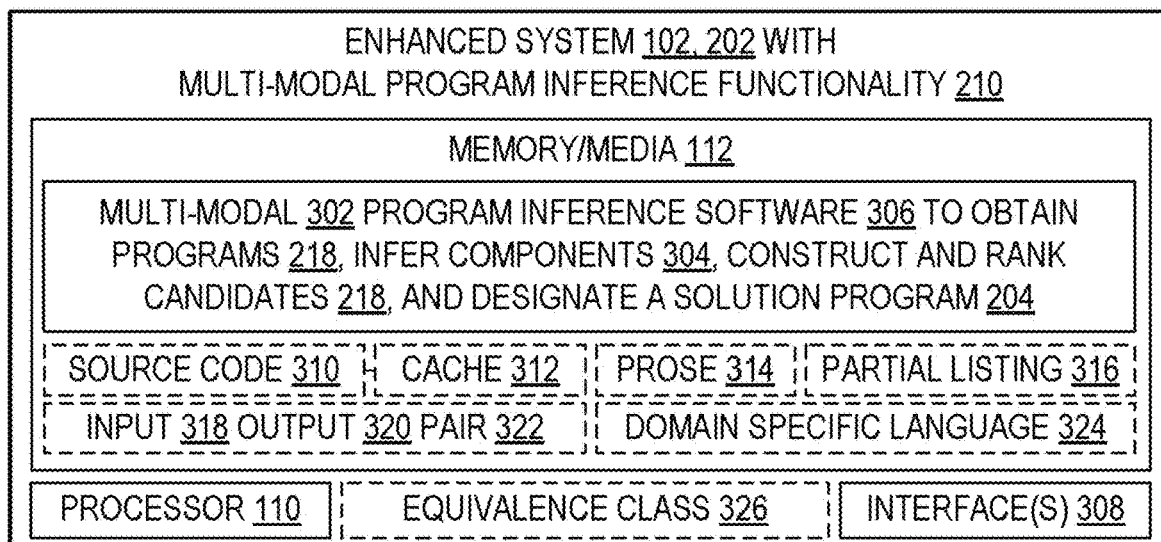 ENHANCED SYSTEM 102, 202 WITH
MULTI-MODAL PROGRAM INFERENCE FUNCTIONALITY 210
MEMORY/MEDIA 112
MULTI-MODAL 302 PROGRAM INFERENCE SOFTWARE 306 TO OBTAIN
PROGRAMS 218, INFER COMPONENTS 304, CONSTRUCT AND RANK
CANDIDATES 218, AND DESIGNATE A SOLUTION PROGRAM 204
SOURCE CODE 310 CACHE 312 PROSE 314 PARTIAL LISTING 316
INPUT 318 OUTPUT 320 PAIR 322 DOMAIN SPECIFIC LANGUAGE 324
PROCESSOR 110 EQUIVALENCE CLASS 326 INTERFACE(S) 308